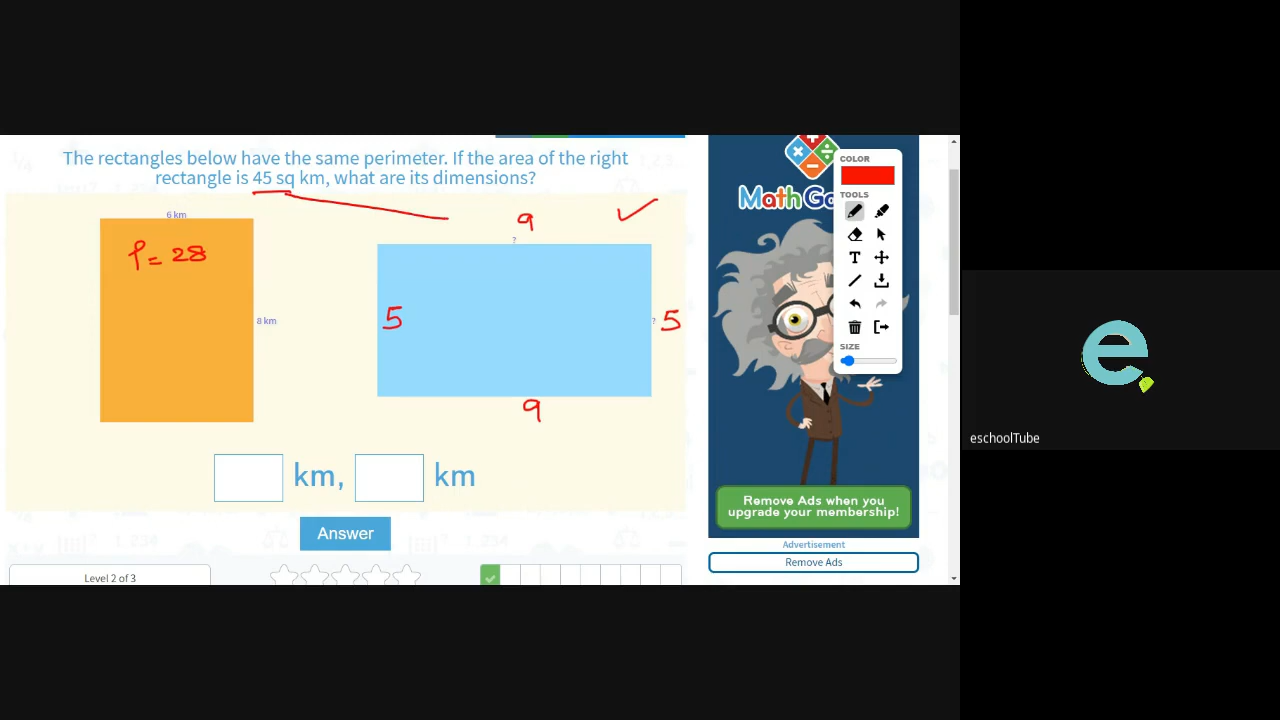 The rectangles below have the same perimeter. If the area of the right
rectangle is 45 sq km, what are its dimensions?
6 km
9
?
P = 28
8 km
5
? 5
9
km, km
Answer
Level 2 of 3
Math Ga
COLOR
TOOLS
T
SIZE
Remove Ads when you
upgrade your membership!
Advertisement
Remove Ads
e
eschoolTube